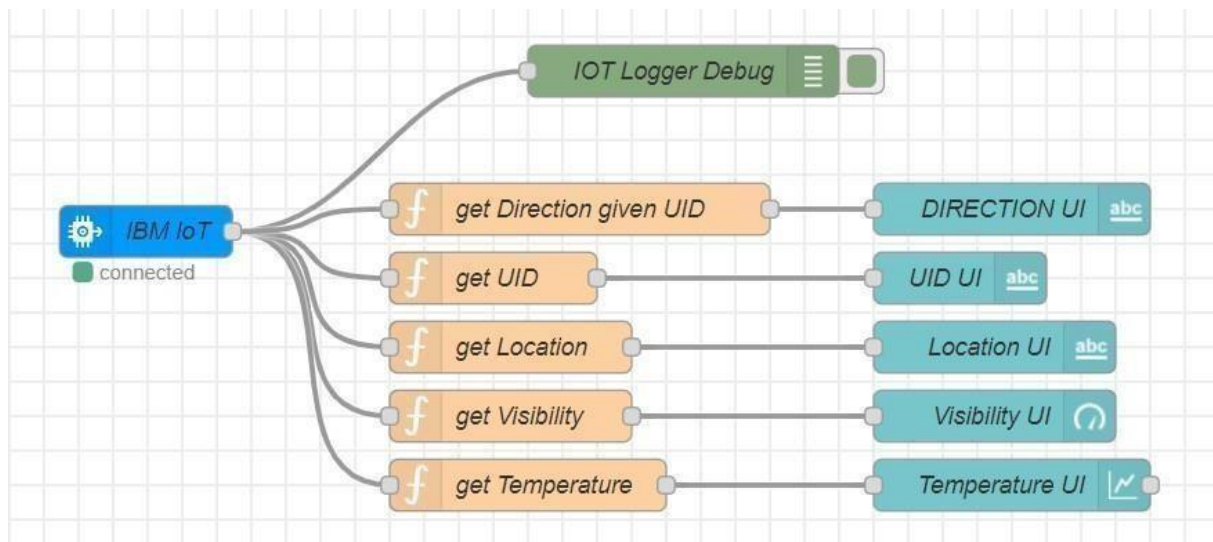 IOT Logger Debug
get Direction given UID
DIRECTION UI
abc
IBM IoT
connected
get UID
UID UI
abc
get Location
Location UI
abc
get Visibility
Visibility UI
get Temperature
Temperature UI